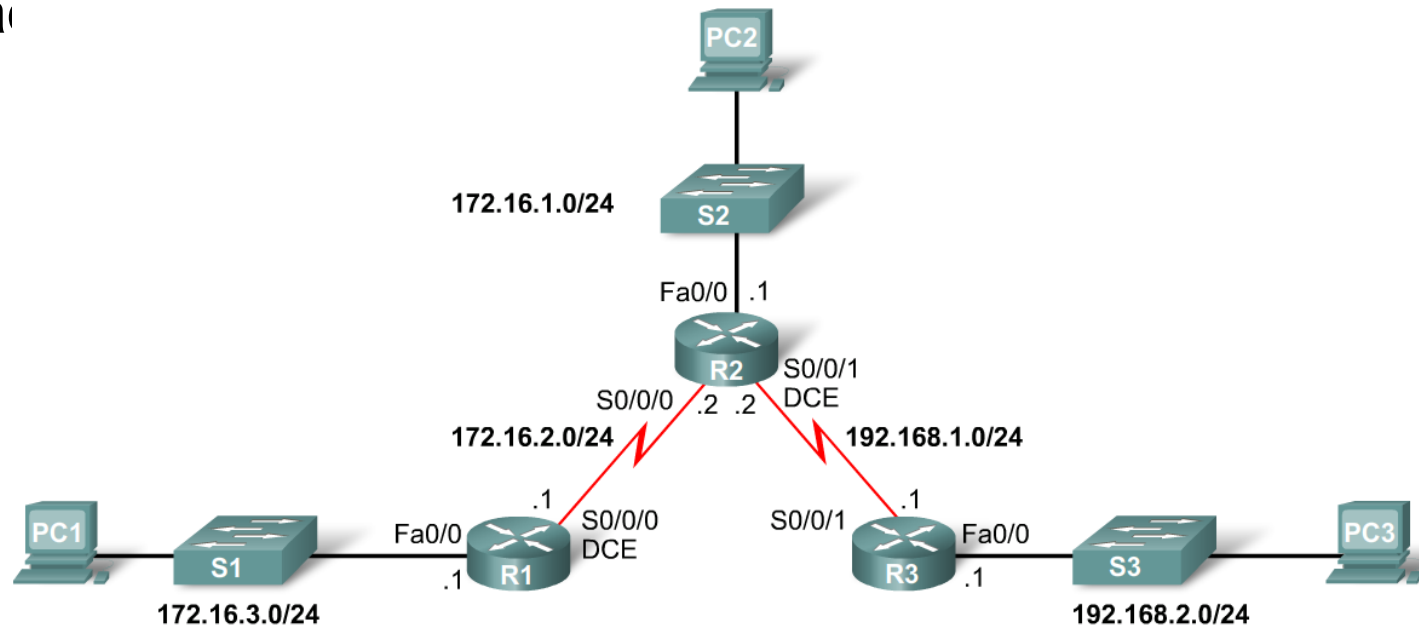 PC2
172.16.1.0/24
S2
Fa0/0 .1
R2
S0/0/1
DCE
S0/0/0 .2 .2
172.16.2.0/24
192.168.1.0/24
.1
.1
PC1
Fa0/0
S0/0/0
DCE
S0/0/1
Fa0/0
PC3
S1
.1
R1
R3
.1
S3
172.16.3.0/24
192.168.2.0/24